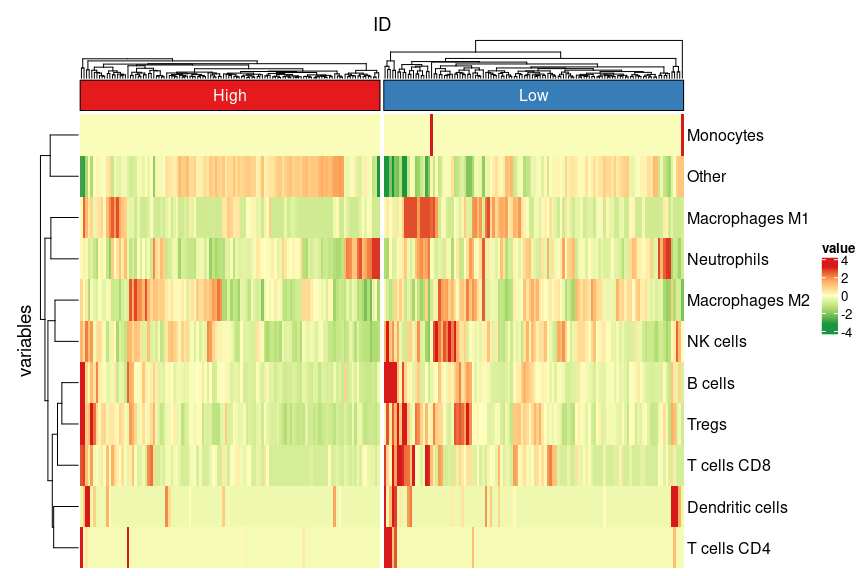 ID
High
Low
Monocytes
Other
Macrophages M1
Neutrophils
Macrophages M2
NK cells
B cells
Tregs
T cells CD8
Dendritic cells
T cells CD4
variables
value
4
2
0
-2
-4